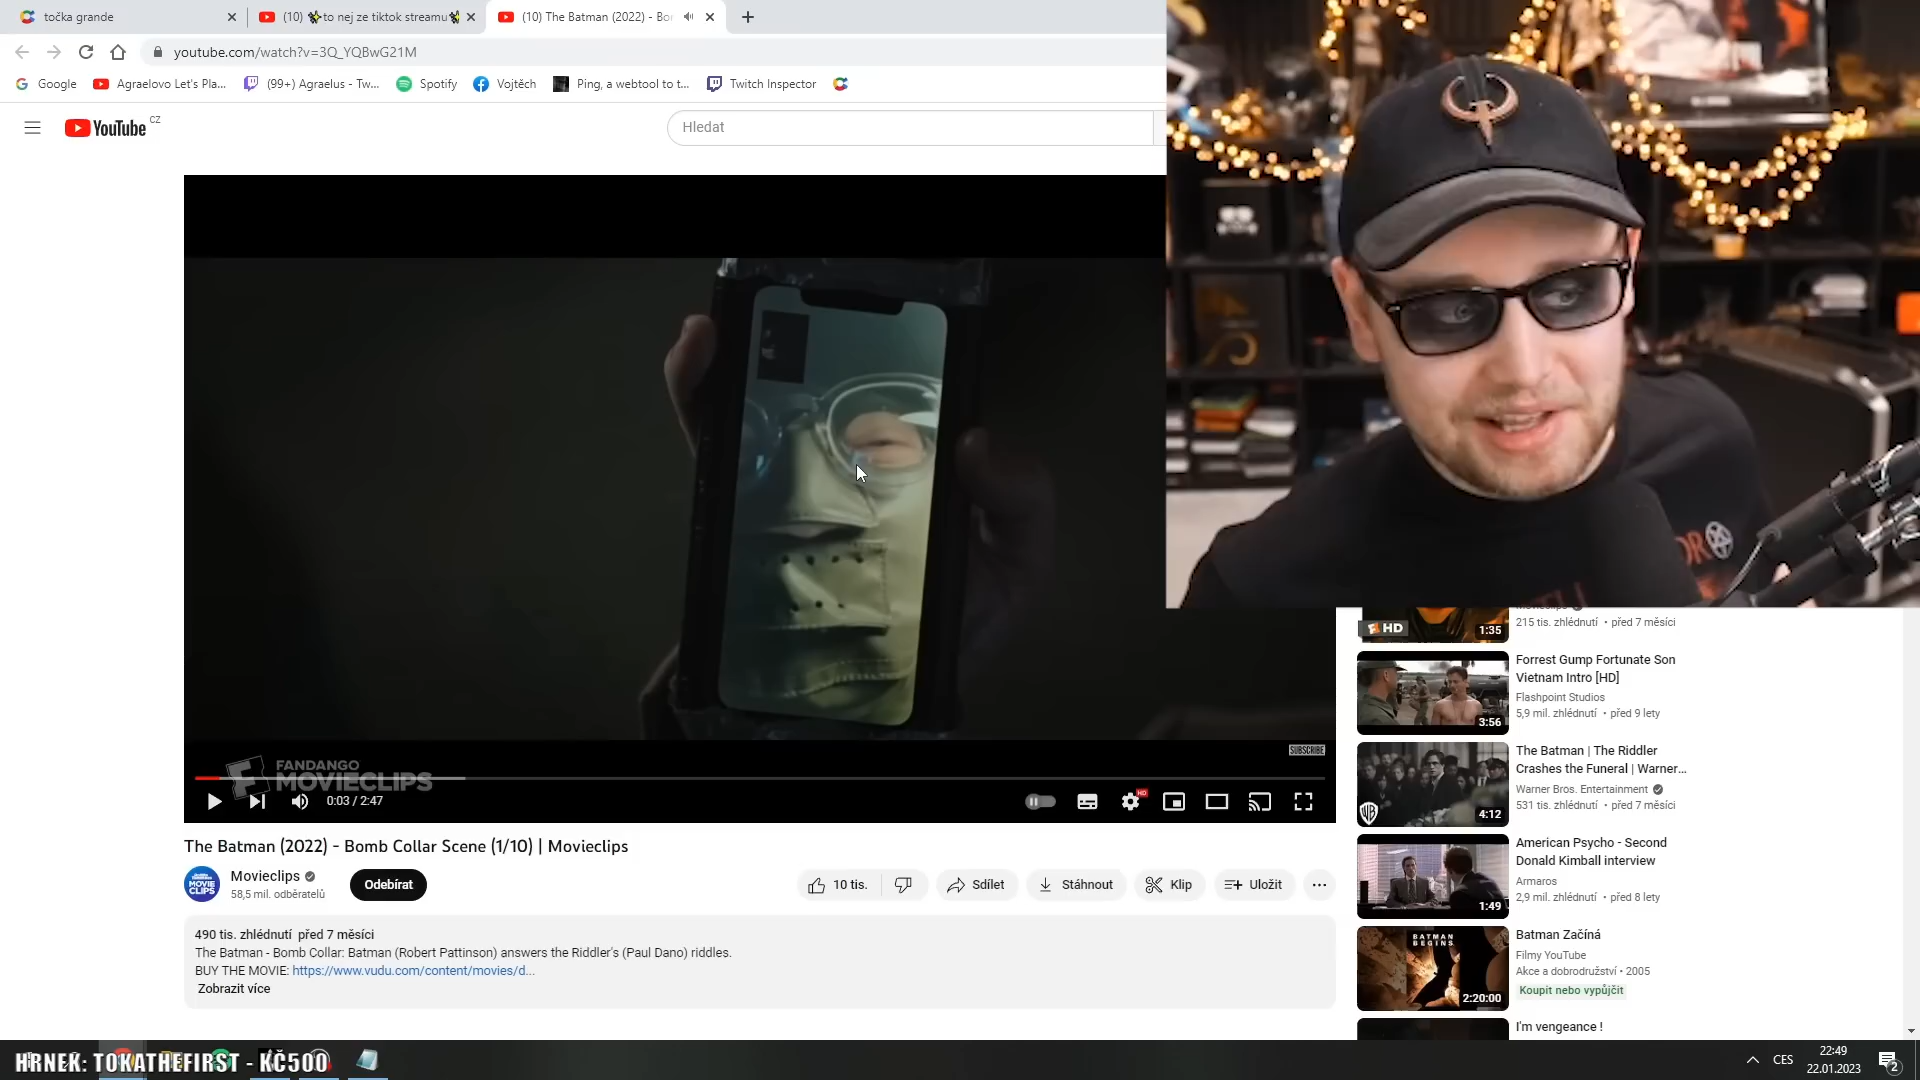 točka grande
(10) ✨to nej ze tiktok streamu✨
(10) The Batman (2022) - Bo
youtube.com/watch?v=3Q_YQBwG21M
Google
Agraelovo Let's Pla...
(99+) Agraelus - Tw...
Spotify
Vojtěch
Ping, a webtool to t...
Twitch Inspector
YouTube CZ
Hledat
SUBSCRIBE
FANDANGO
MOVIECLIPS
0:03 / 2:47
HD
The Batman (2022) - Bomb Collar Scene (1/10) | Movieclips
MOVIE
CLIPS
Movieclips
58,5 mil. odběratelů
Odebírat
10 tis.
Sdílet
Stáhnout
Klip
Uložit
490 tis. zhlédnutí před 7 měsíci
The Batman - Bomb Collar: Batman (Robert Pattinson) answers the Riddler's (Paul Dano) riddles.
BUY THE MOVIE: https://www.vudu.com/content/movies/d...
Zobrazit více
HD
1:35
215 tis. zhlédnutí • před 7 měsíci
3:56
Forrest Gump Fortunate Son
Vietnam Intro [HD]
Flashpoint Studios
5,9 mil. zhlédnutí • před 9 lety
4:12
The Batman | The Riddler
Crashes the Funeral | Warner...
Warner Bros. Entertainment
531 tis. zhlédnutí • před 7 měsíci
1:49
American Psycho - Second
Donald Kimball interview
Armaros
2,9 mil. zhlédnutí • před 8 lety
BATMAN
BEGINS
2:20:00
Batman Začíná
Filmy YouTube
Akce a dobrodružství • 2005
Koupit nebo vypůjčit
I'm vengeance !
HRNEK: TOKATHEFIRST - KČ500
CES
22:49
22.01.2023
2